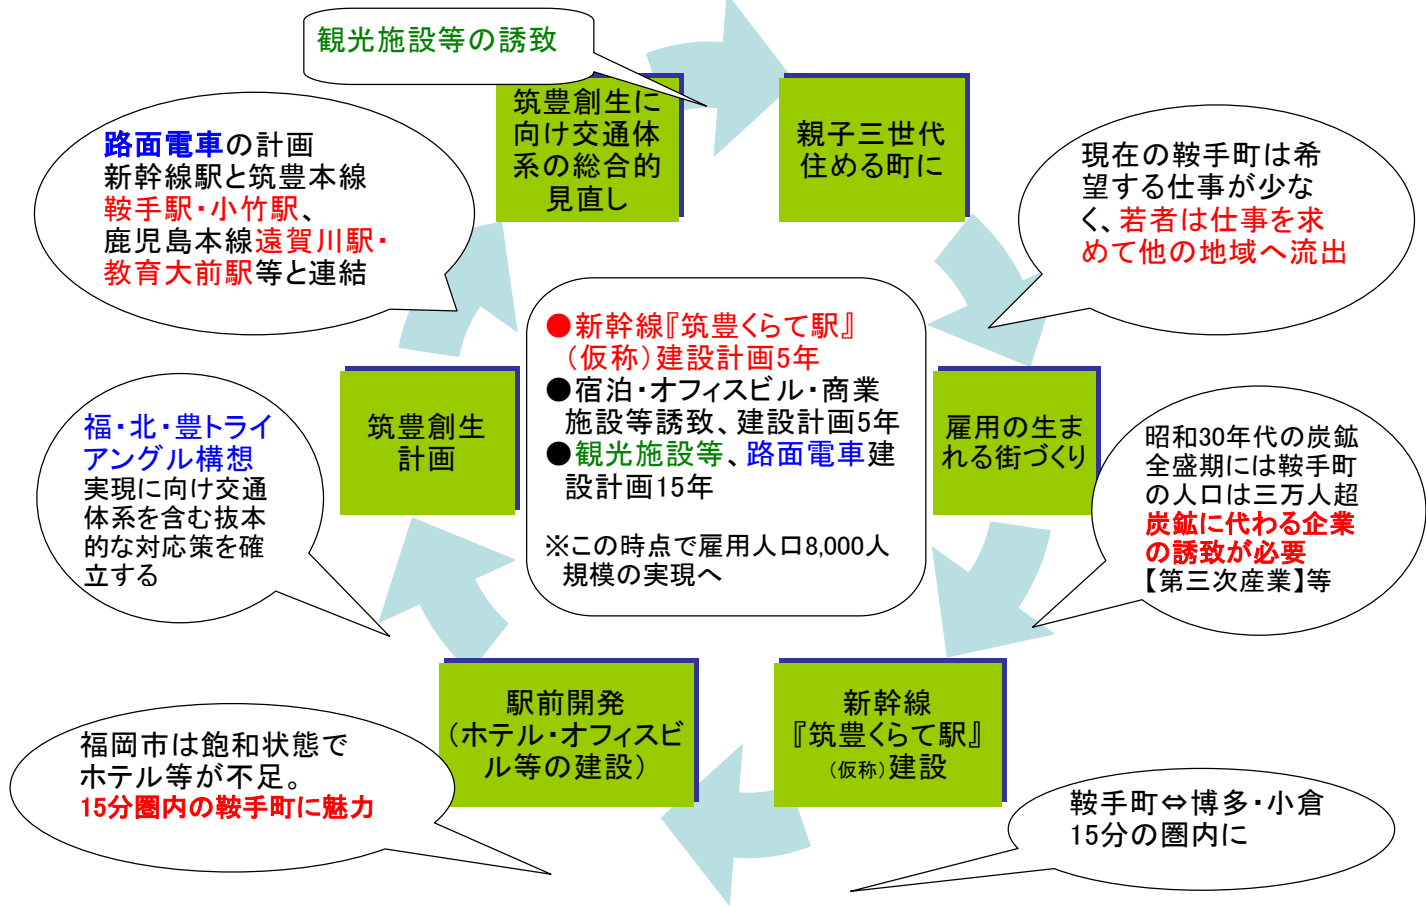 観光施設等の誘致
筑豊創生に
向け交通体
系の総合的
見直し
親子三世代
住める町に
路面電車の計画
新幹線駅と筑豊本線
鞍手駅・小竹駅、
鹿児島本線遠賀川駅・
教育大前駅等と連結
現在の鞍手町は希
望する仕事が少な
く、若者は仕事を求
めて他の地域へ流出
●新幹線『筑豊くらて駅』
（仮称）建設計画5年
●宿泊・オフィスビル・商業
施設等誘致、建設計画5年
●観光施設等、路面電車建
設計画15年
※この時点で雇用人口8,000人
規模の実現へ
筑豊創生
計画
雇用の生ま
れる街づくり
福・北・豊トライ
アングル構想
実現に向け交通
体系を含む抜本
的な対応策を確
立する
昭和30年代の炭鉱
全盛期には鞍手町
の人口は三万人超
炭鉱に代わる企業
の誘致が必要
【第三次産業】等
駅前開発
（ホテル・オフィスビ
ル等の建設）
新幹線
『筑豊くらて駅』
（仮称）建設
福岡市は飽和状態で
ホテル等が不足。
15分圏内の鞍手町に魅力
鞍手町⇔博多・小倉
15分の圏内に